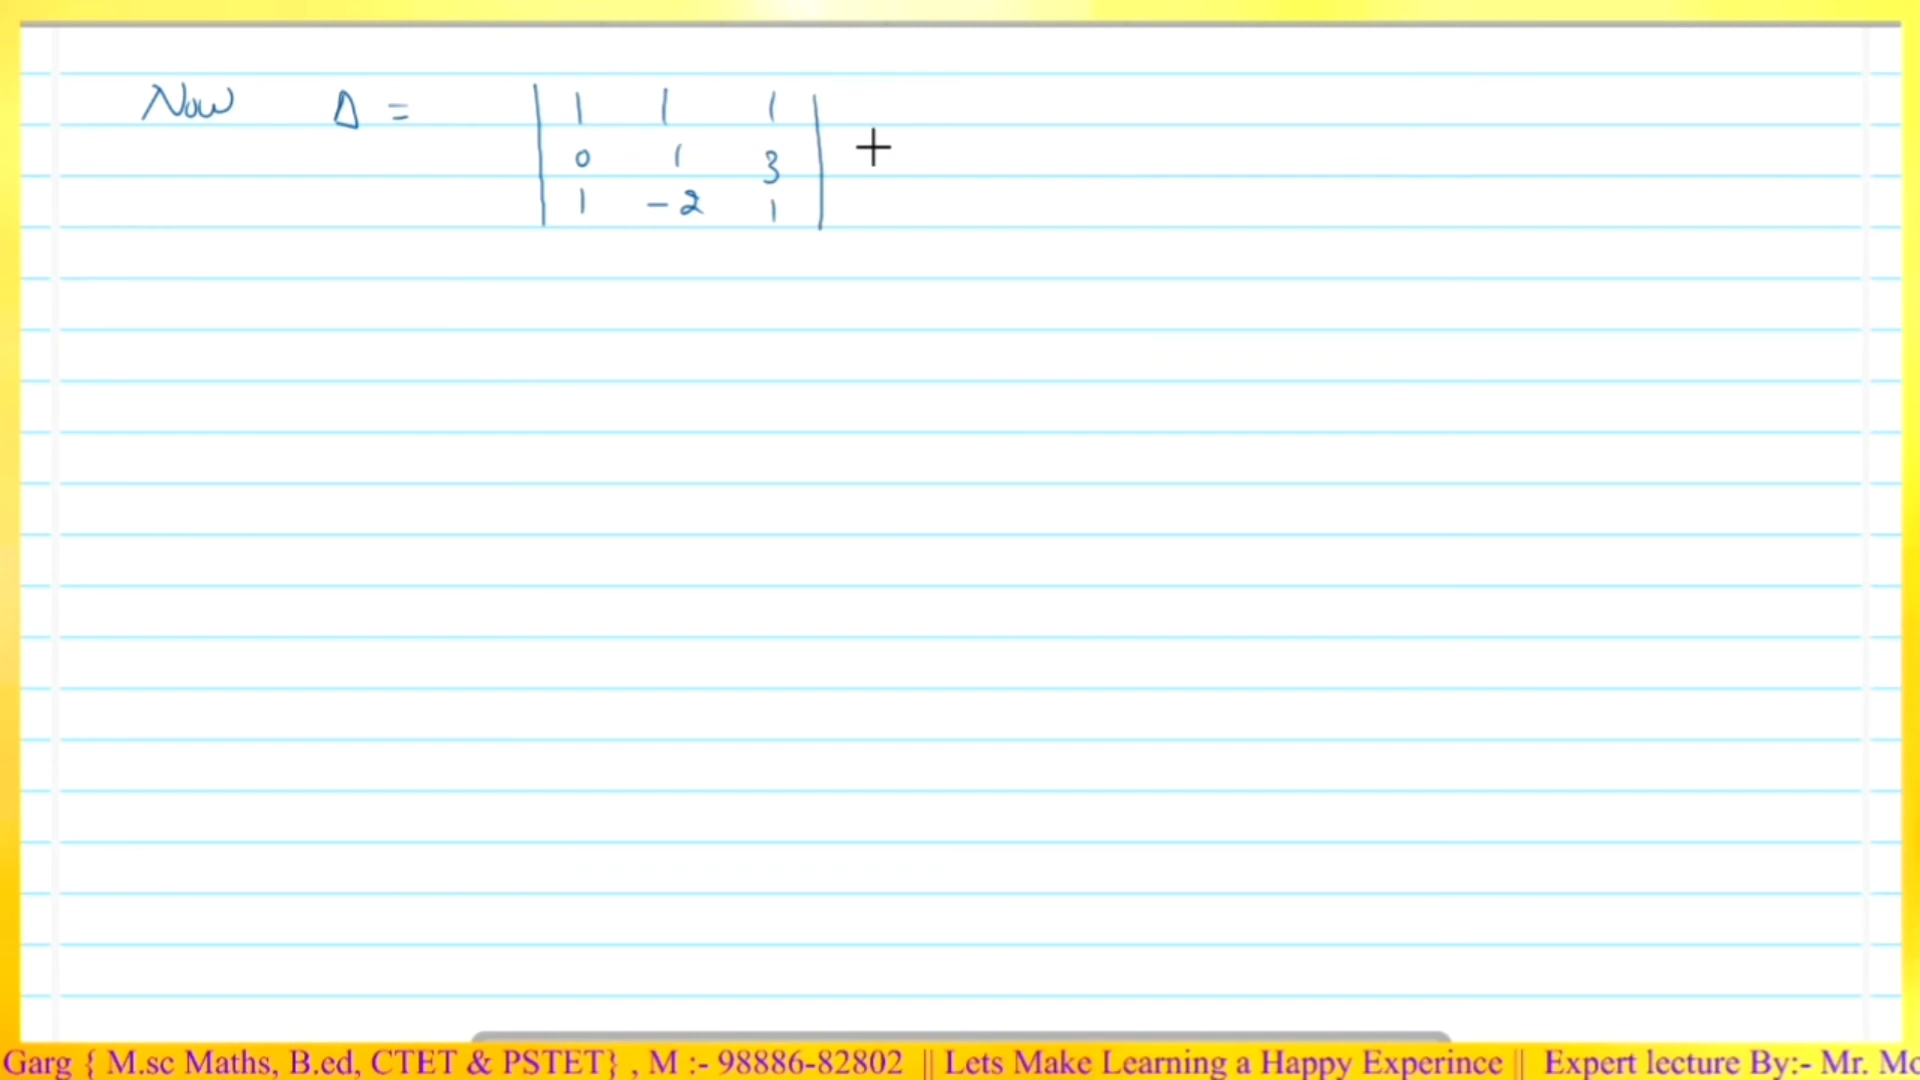 Now Δ = | 1 1 1 |
| 0 1 3 |
| 1 -2 1 |
Garg { M.sc Maths, B.ed, CTET & PSTET} , M :- 98886-82802 || Lets Make Learning a Happy Experince || Expert lecture By:- Mr.